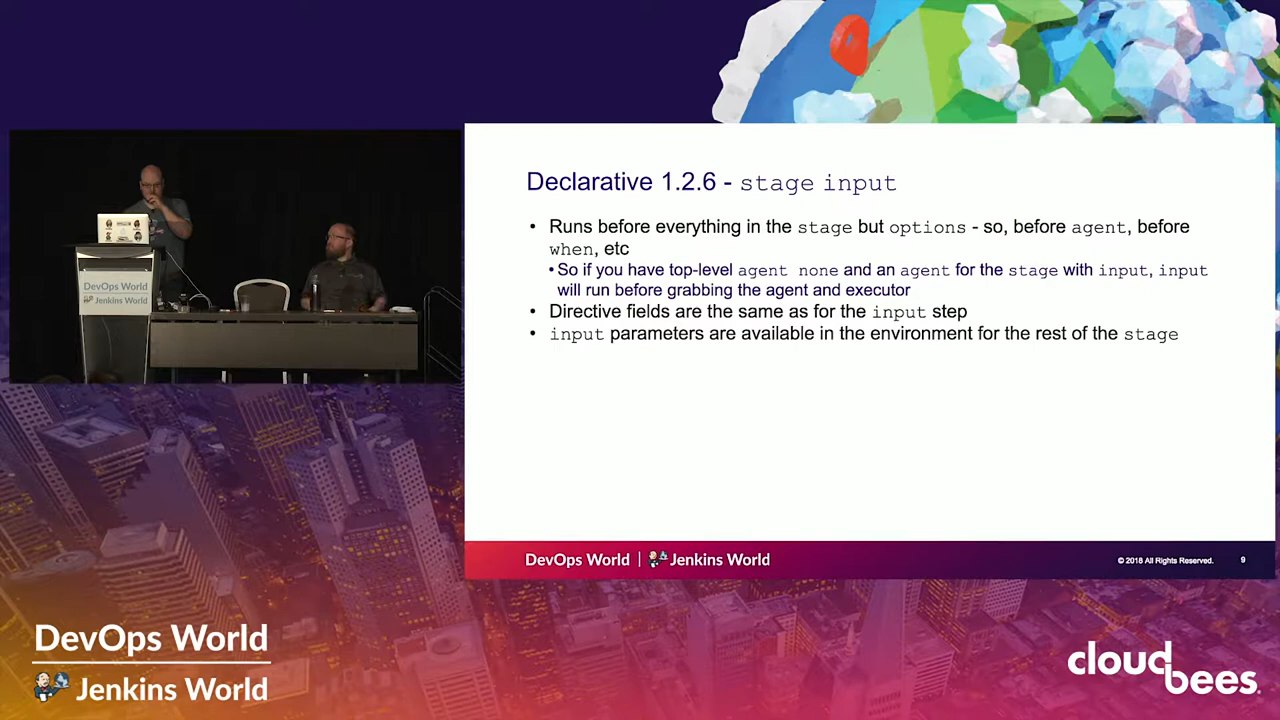 Declarative 1.2.6 - stage input
• Runs before everything in the stage but options - so, before agent, before
when, etc
• So if you have top-level agent none and an agent for the stage with input, input
will run before grabbing the agent and executor
• Directive fields are the same as for the input step
• input parameters are available in the environment for the rest of the stage
DevOps World
Jenkins World
DevOps World | Jenkins World
© 2018 All Rights Reserved.
9
DevOps World
Jenkins World
cloudbees.